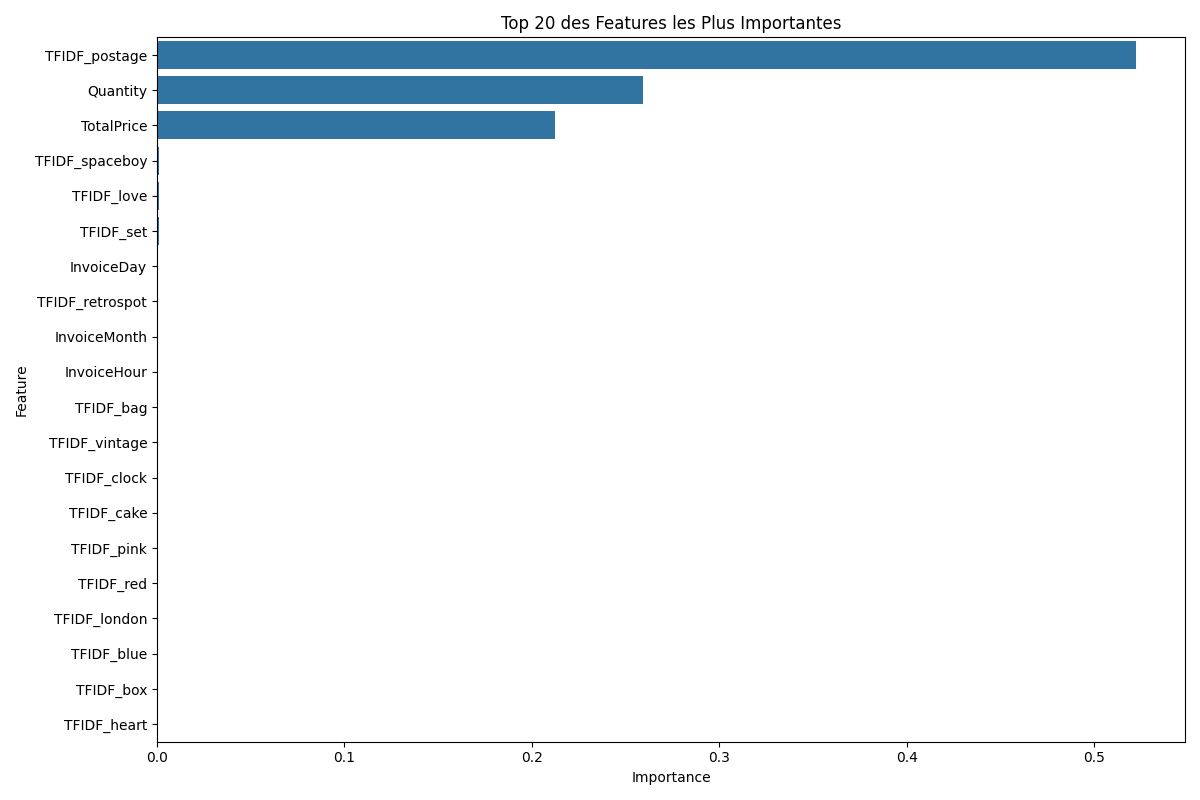 Top 20 des Features les Plus Importantes
TFIDF_postage
Quantity
TotalPrice
TFIDF_spaceboy
TFIDF_love
TFIDF_set
InvoiceDay
TFIDF_retrospot
InvoiceMonth
InvoiceHour
TFIDF_bag
TFIDF_vintage
TFIDF_clock
TFIDF_cake
TFIDF_pink
TFIDF_red
TFIDF_london
TFIDF_blue
TFIDF_box
TFIDF_heart
Feature
0.0 0.1 0.2 0.3 0.4 0.5
Importance